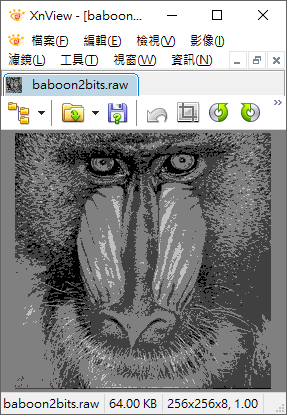 XnView - [baboon
檔案(F) 編輯(E) 檢視(V) 影像(I)
濾鏡(L) 工具(T) 視窗(W) 資訊(N)
baboon2bits.raw
baboon2bits.raw 64.00 KB 256x256x8, 1.00